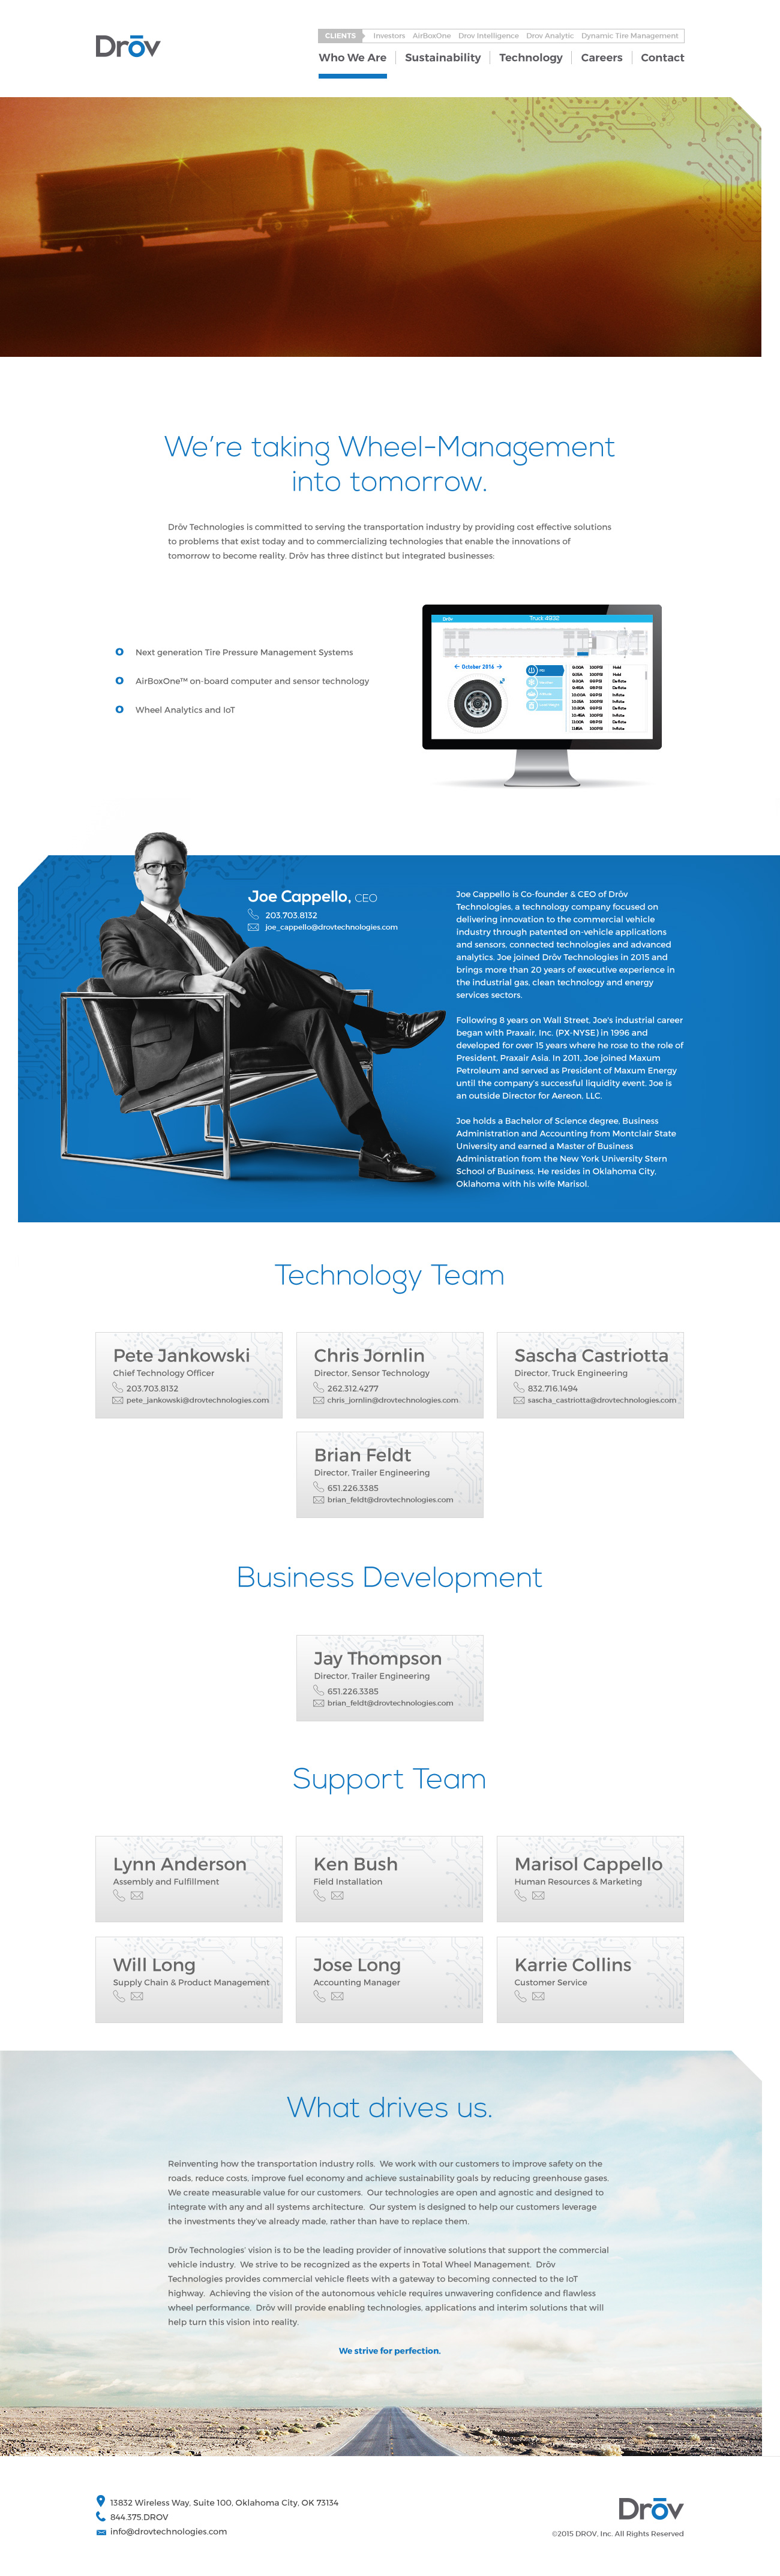 Drōv
CLIENTS Investors AirBoxOne Drov Intelligence Drov Analytic Dynamic Tire Management
Who We Are Sustainability Technology Careers Contact
We're taking Wheel-Management
into tomorrow.
Drōv Technologies is committed to serving the transportation industry by providing cost effective solutions
to problems that exist today and to commercializing technologies that enable the innovations of
tomorrow to become reality. Drōv has three distinct but integrated businesses:
Next generation Tire Pressure Management Systems
AirBoxOne™ on-board computer and sensor technology
Wheel Analytics and IoT
Drōv Truck 4932
October 2016
Joe Cappello, CEO
203.703.8132
joe_cappello@drovtechnologies.com
Joe Cappello is Co-founder & CEO of Drōv
Technologies, a technology company focused on
delivering innovation to the commercial vehicle
industry through patented on-vehicle applications
and sensors, connected technologies and advanced
analytics. Joe joined Drōv Technologies in 2015 and
brings more than 20 years of executive experience in
the industrial gas, clean technology and energy
services sectors.
Following 8 years on Wall Street, Joe's industrial career
began with Praxair, Inc. (PX-NYSE) in 1996 and
developed for over 15 years where he rose to the role of
President, Praxair Asia. In 2011, Joe joined Maxum
Petroleum and served as President of Maxum Energy
until the company's successful liquidity event. Joe is
an outside Director for Aereon, LLC.
Joe holds a Bachelor of Science degree, Business
Administration and Accounting from Montclair State
University and earned a Master of Business
Administration from the New York University Stern
School of Business. He resides in Oklahoma City,
Oklahoma with his wife Marisol.
Technology Team
Pete Jankowski
Chief Technology Officer
203.703.8132
pete_jankowski@drovtechnologies.com
Chris Jornlin
Director, Sensor Technology
262.312.4277
chris_jornlin@drovtechnologies.com
Sascha Castriotta
Director, Truck Engineering
832.716.1494
sascha_castriotta@drovtechnologies.com
Brian Feldt
Director, Trailer Engineering
651.226.3385
brian_feldt@drovtechnologies.com
Business Development
Jay Thompson
Director, Trailer Engineering
651.226.3385
brian_feldt@drovtechnologies.com
Support Team
Lynn Anderson
Assembly and Fulfillment
Ken Bush
Field Installation
Marisol Cappello
Human Resources & Marketing
Will Long
Supply Chain & Product Management
Jose Long
Accounting Manager
Karrie Collins
Customer Service
What drives us.
Reinventing how the transportation industry rolls. We work with our customers to improve safety on the
roads, reduce costs, improve fuel economy and achieve sustainability goals by reducing greenhouse gases.
We create measurable value for our customers. Our technologies are open and agnostic and designed to
integrate with any and all systems architecture. Our system is designed to help our customers leverage
the investments they've already made, rather than have to replace them.
Drōv Technologies' vision is to be the leading provider of innovative solutions that support the commercial
vehicle industry. We strive to be recognized as the experts in Total Wheel Management. Drōv
Technologies provides commercial vehicle fleets with a gateway to becoming connected to the IoT
highway. Achieving the vision of the autonomous vehicle requires unwavering confidence and flawless
wheel performance. Drōv will provide enabling technologies, applications and interim solutions that will
help turn this vision into reality.
We strive for perfection.
13832 Wireless Way, Suite 100, Oklahoma City, OK 73134
844.375.DROV
info@drovtechnologies.com
Drōv
©2015 DROV, Inc. All Rights Reserved